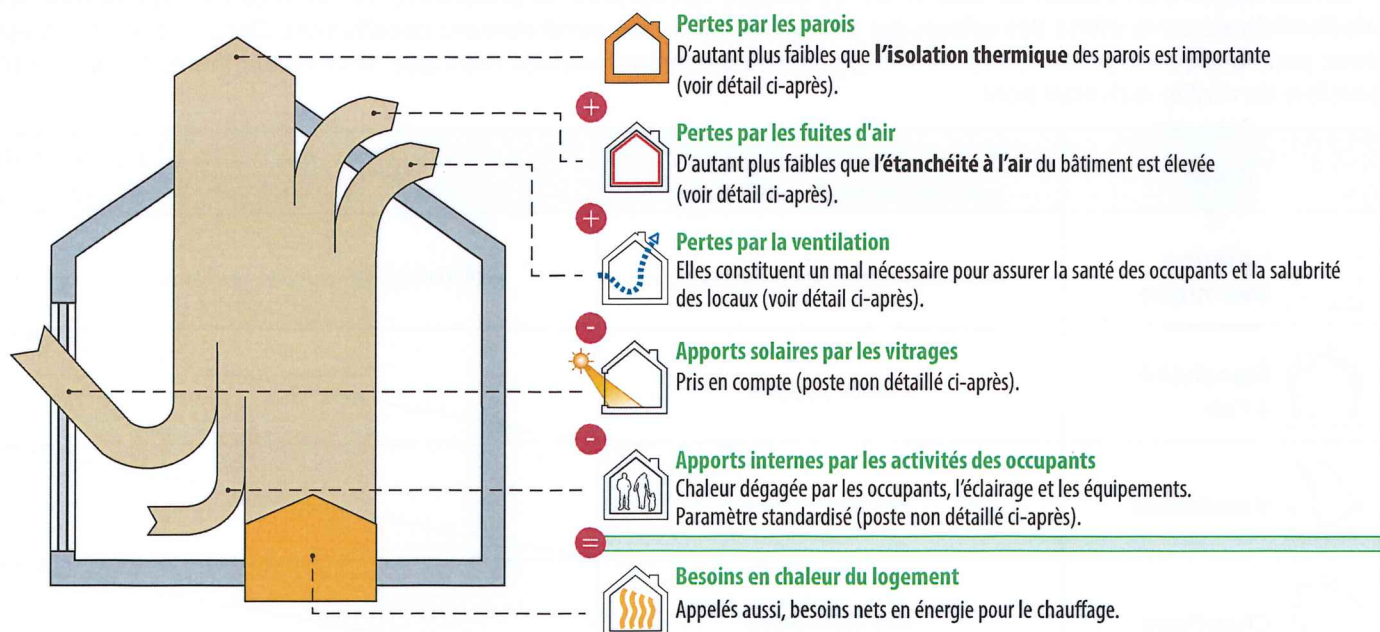 Pertes par les parois
D'autant plus faibles que l'isolation thermique des parois est importante
(voir détail ci-après).
+
Pertes par les fuites d'air
D'autant plus faibles que l'étanchéité à l'air du bâtiment est élevée
(voir détail ci-après).
+
Pertes par la ventilation
Elles constituent un mal nécessaire pour assurer la santé des occupants et la salubrité
des locaux (voir détail ci-après).
-
Apports solaires par les vitrages
Pris en compte (poste non détaillé ci-après).
-
Apports internes par les activités des occupants
Chaleur dégagée par les occupants, l'éclairage et les équipements.
Paramètre standardisé (poste non détaillé ci-après).
=
Besoins en chaleur du logement
Appelés aussi, besoins nets en énergie pour le chauffage.